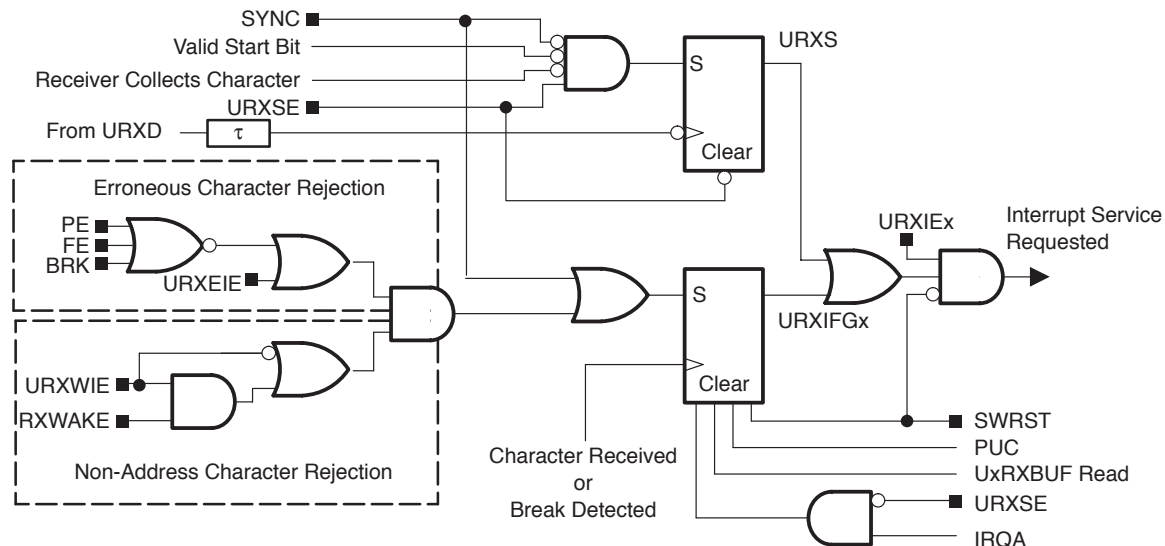 SYNC
URXS
Valid Start Bit
S
Receiver Collects Character
URXSE
From URXD
τ
Clear
Erroneous Character Rejection
PE
FE
BRK
URXEIE
URXIEx
Interrupt Service
Requested
S
URXIFGx
Clear
URXWIE
RXWAKE
Non-Address Character Rejection
Character Received
or
Break Detected
SWRST
PUC
UxRXBUF Read
URXSE
IRQA